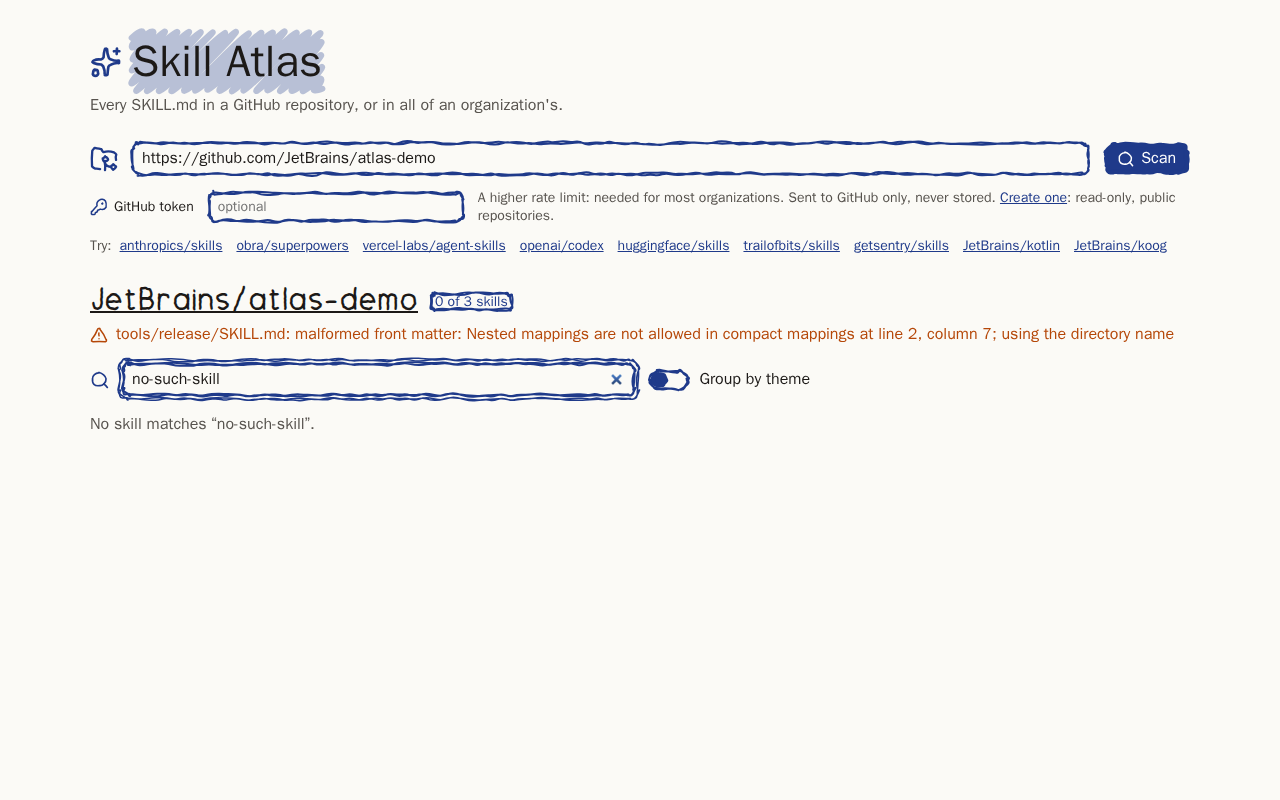 Skill Atlas
Every SKILL.md in a GitHub repository, or in all of an organization's.
https://github.com/JetBrains/atlas-demo
Scan
GitHub token
optional
A higher rate limit: needed for most organizations. Sent to GitHub only, never stored. Create one: read-only, public
repositories.
Try: anthropics/skills obra/superpowers vercel-labs/agent-skills openai/codex huggingface/skills trailofbits/skills getsentry/skills JetBrains/kotlin JetBrains/koog
JetBrains/atlas-demo 0 of 3 skills
tools/release/SKILL.md: malformed front matter: Nested mappings are not allowed in compact mappings at line 2, column 7; using the directory name
no-such-skill
Group by theme
No skill matches “no-such-skill”.